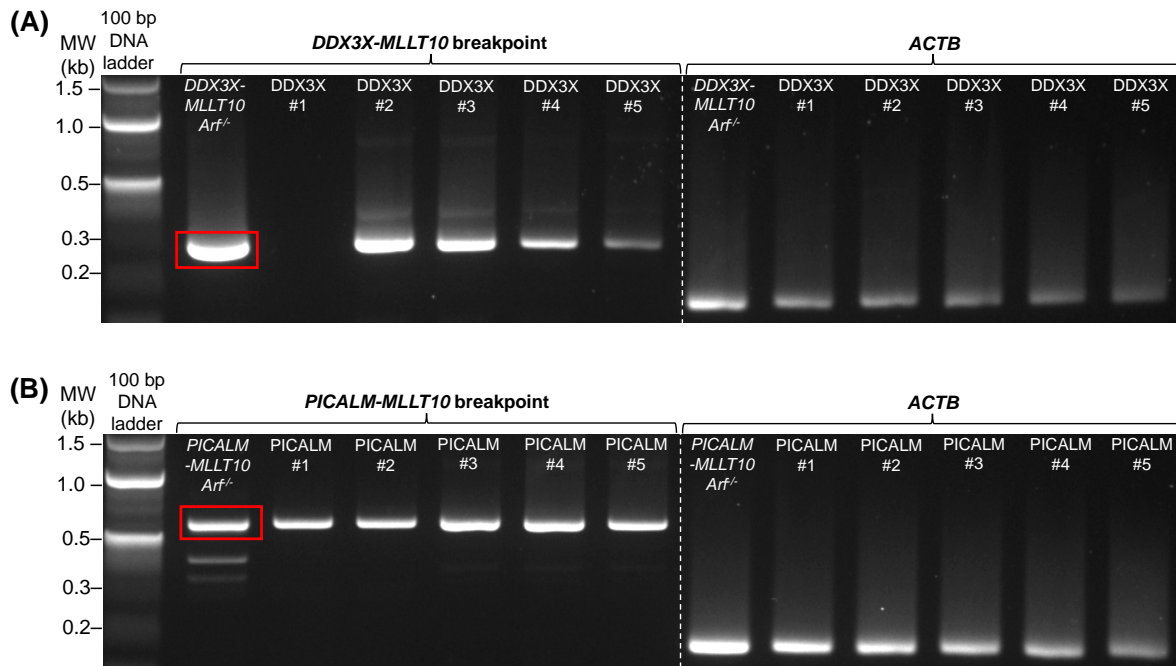 (A)
MW
(kb)
100 bp
DNA
ladder
DDX3X-MLLT10 breakpoint
ACTB
DDX3X-
MLLT10
Arf-/-
DDX3X
#1
DDX3X
#2
DDX3X
#3
DDX3X
#4
DDX3X
#5
DDX3X-
MLLT10
Arf-/-
DDX3X
#1
DDX3X
#2
DDX3X
#3
DDX3X
#4
DDX3X
#5
1.5
1.0
0.5
0.3
0.2
(B)
MW
(kb)
100 bp
DNA
ladder
PICALM-MLLT10 breakpoint
ACTB
PICALM
-MLLT10
Arf-/-
PICALM
#1
PICALM
#2
PICALM
#3
PICALM
#4
PICALM
#5
PICALM
-MLLT10
Arf-/-
PICALM
#1
PICALM
#2
PICALM
#3
PICALM
#4
PICALM
#5
1.5
1.0
0.5
0.3
0.2